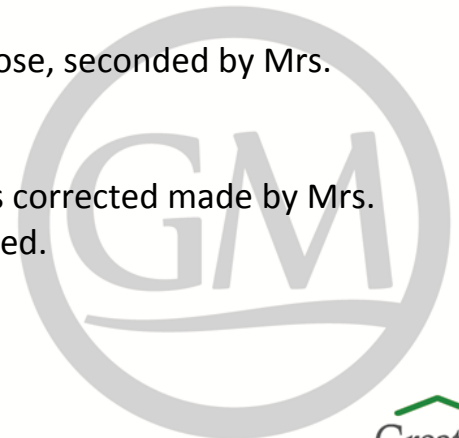 ose, seconded by Mrs.
s corrected made by Mrs.
ed.
GM